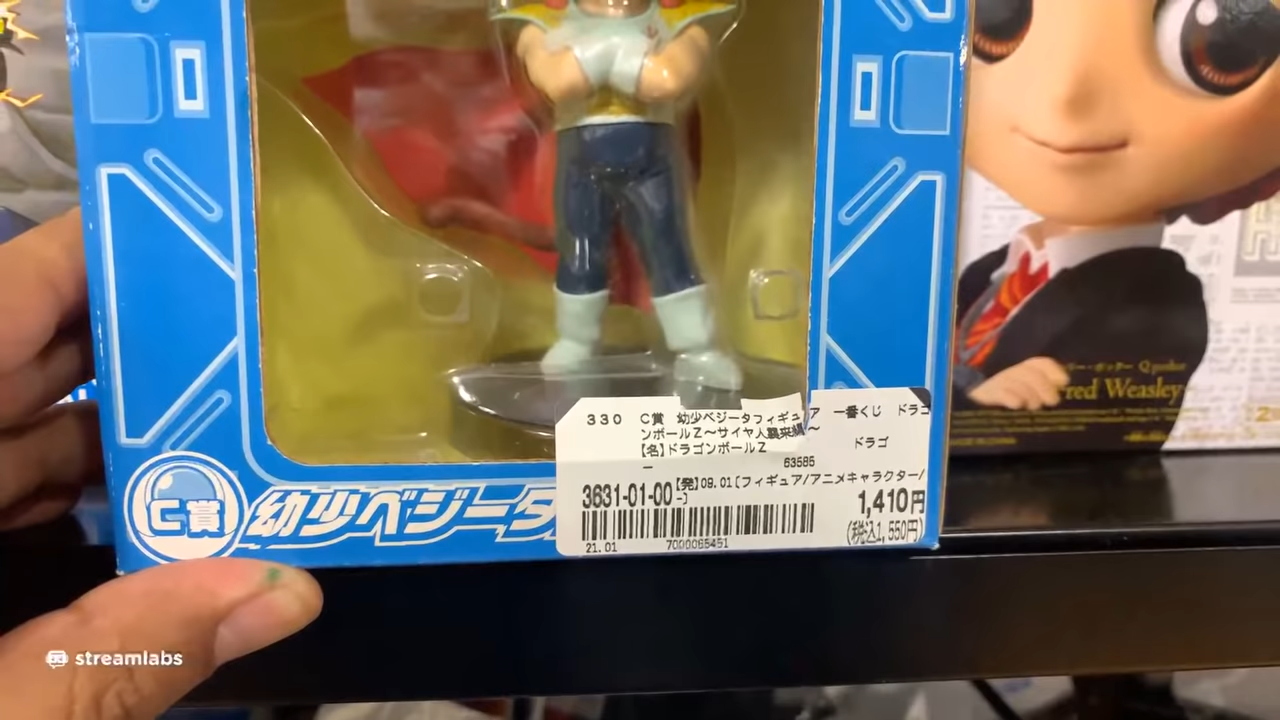 330 C賞 幼少ベジータフィギュア 一番くじ ドラゴ
ンボールZ~サイヤ人襲来編~
【名】ドラゴンボールZ ドラゴ
ー 63585
3631-01-00 【発】09.01(フィギュア/アニメキャラクター/
-)
1,410円
(税込1,550円)
21.01 7000065451
C賞 幼少ベジータ
Q posket
Fred Weasley
streamlabs